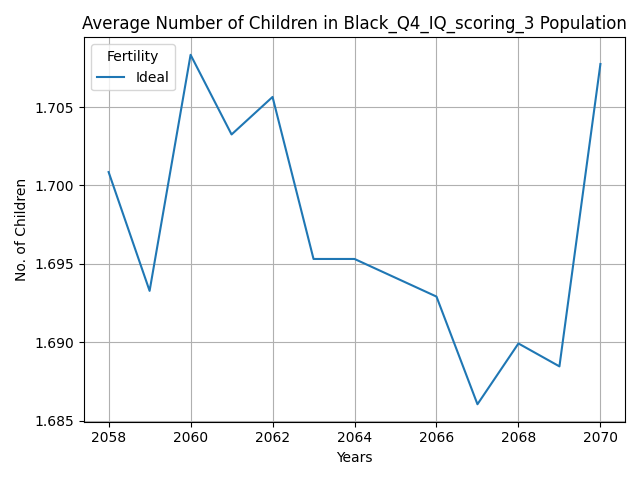 Average Number of Children in Black_Q4_IQ_scoring_3 Population
Fertility
Ideal
No. of Children
1.705
1.700
1.695
1.690
1.685
2058 2060 2062 2064 2066 2068 2070
Years